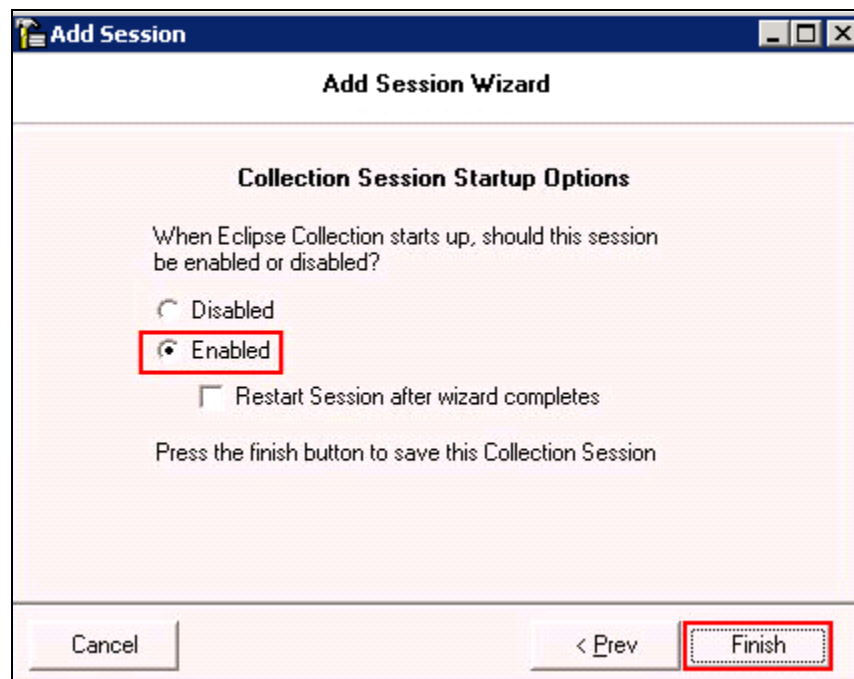 Add Session
Add Session Wizard
Collection Session Startup Options
When Eclipse Collection starts up, should this session
be enabled or disabled?
Disabled
Enabled
Restart Session after wizard completes
Press the finish button to save this Collection Session
Cancel
< Prev
Finish